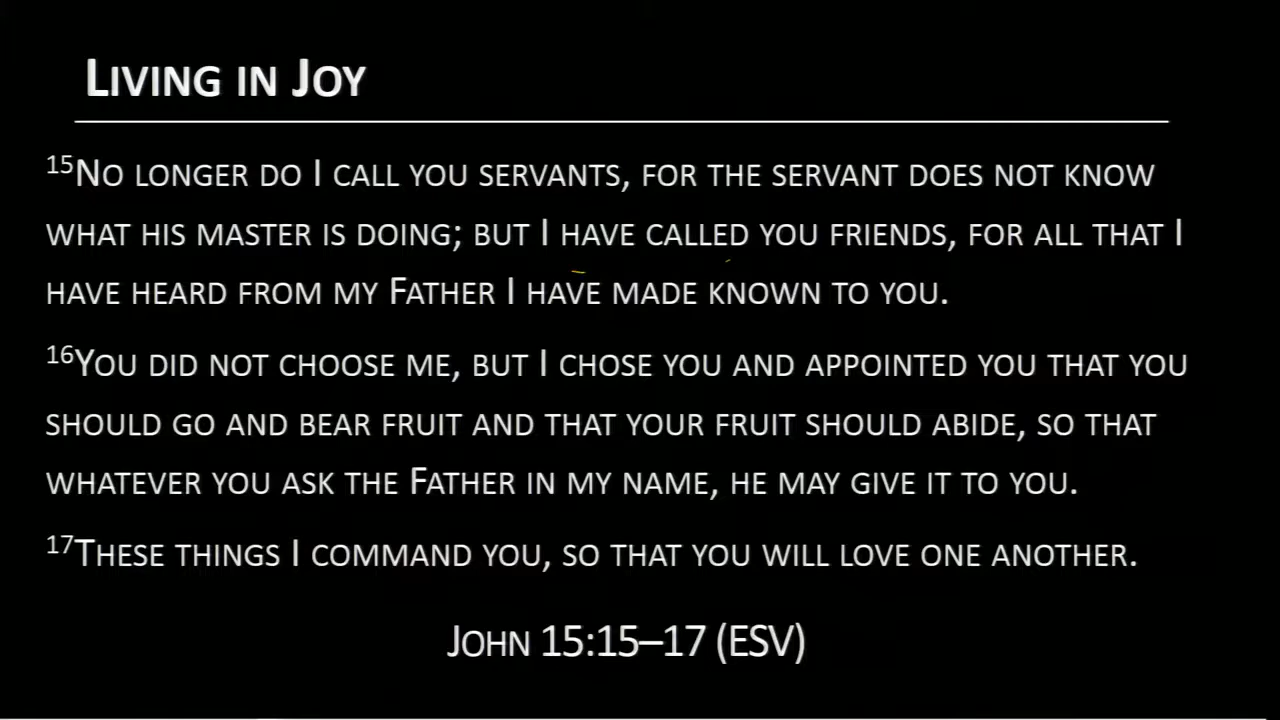 Living in Joy
15No longer do I call you servants, for the servant does not know
what his master is doing; but I have called you friends, for all that I
have heard from my Father I have made known to you.
16You did not choose me, but I chose you and appointed you that you
should go and bear fruit and that your fruit should abide, so that
whatever you ask the Father in my name, he may give it to you.
17These things I command you, so that you will love one another.
John 15:15–17 (ESV)